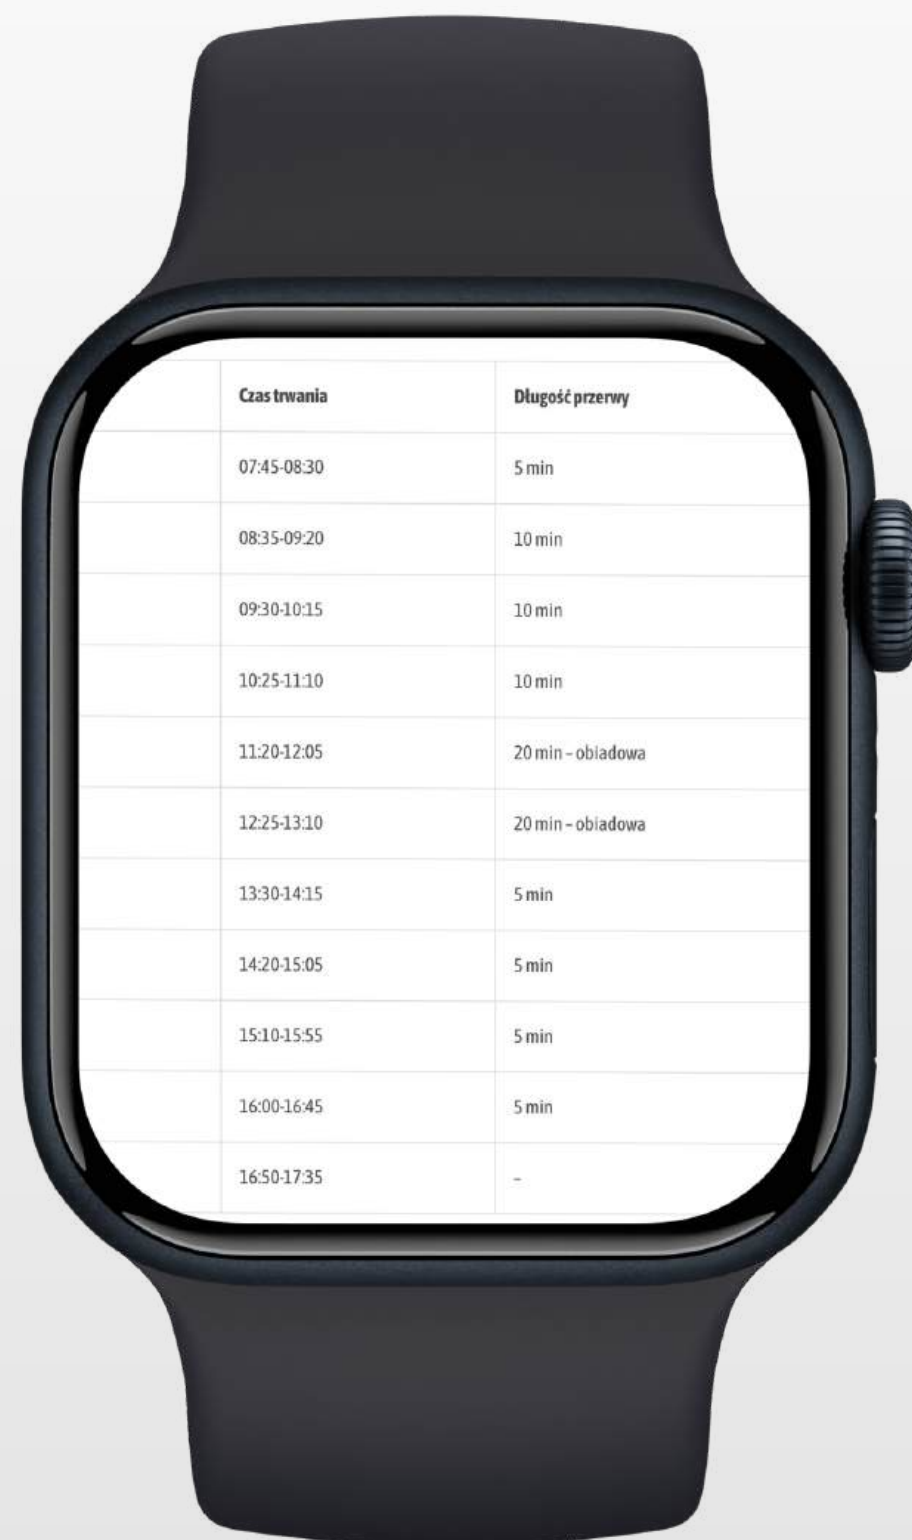 Czas trwania Długość przerwy
07:45-08:30 5 min
08:35-09:20 10 min
09:30-10:15 10 min
10:25-11:10 10 min
11:20-12:05 20 min – obiadowa
12:25-13:10 20 min – obiadowa
13:30-14:15 5 min
14:20-15:05 5 min
15:10-15:55 5 min
16:00-16:45 5 min
16:50-17:35 –